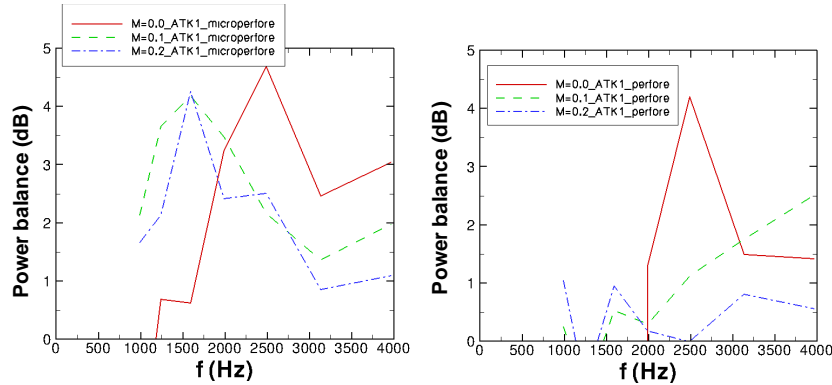 M=0.0_ATK1_microperfore
M=0.1_ATK1_microperfore
M=0.2_ATK1_microperfore
Power balance (dB)
5
4
3
2
1
0
0 500 1000 1500 2000 2500 3000 3500 4000
f (Hz)
M=0.0_ATK1_perfore
M=0.1_ATK1_perfore
M=0.2_ATK1_perfore
Power balance (dB)
5
4
3
2
1
0
0 500 1000 1500 2000 2500 3000 3500 4000
f (Hz)